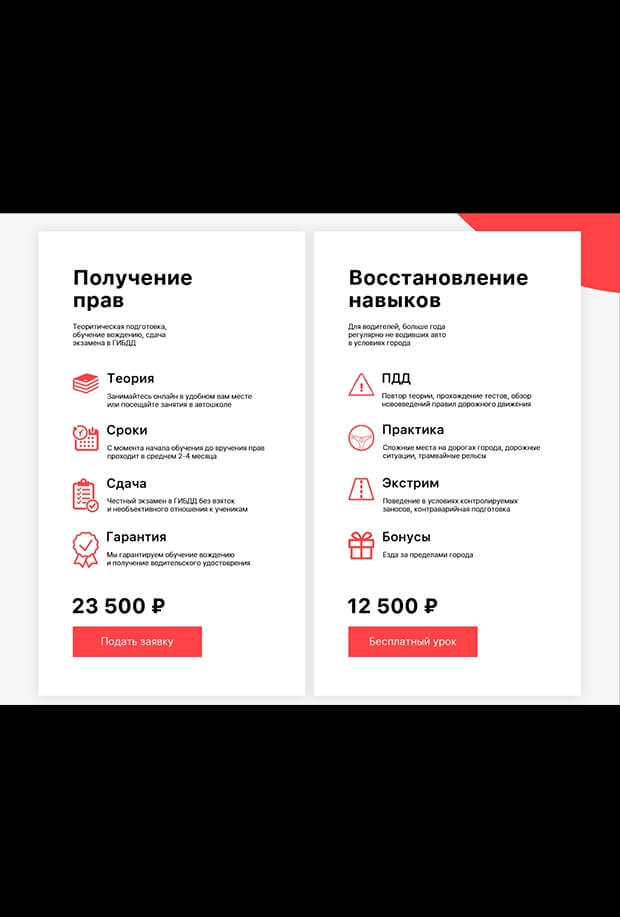 Получение
прав
Теоритическая подготовка,
обучение вождению, сдача
экзамена в ГИБДД
Теория
Занимайтесь онлайн в удобном вам месте
или посещайте занятия в автошколе
Сроки
С момента начала обучения до вручения прав
проходит в среднем 2-4 месяца
Сдача
Честный экзамен в ГИБДД без взяток
и необъективного отношения к ученикам
Гарантия
Мы гарантируем обучение вождению
и получение водительского удостоврения
23 500 ₽
Подать заявку
Восстановление
навыков
Для водителей, больше года
регулярно не водивших авто
в условиях города
ПДД
Повтор теории, прохождение тестов, обзор
нововведений правил дорожного движения
Практика
Сложные места на дорогах города, дорожные
ситуации, трамвайные рельсы
Экстрим
Поведение в условиях контролируемых
заносов, контраварийная подготовка
Бонусы
Езда за пределами города
12 500 ₽
Бесплатный урок